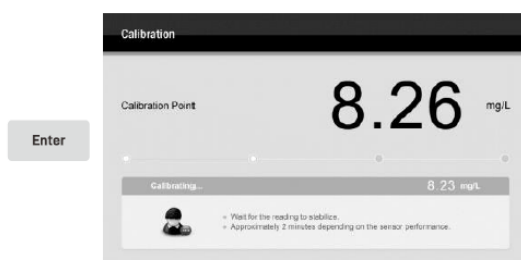 Calibration
Calibration Point 8.26 mg/L
Enter
Calibrating... 8.23 mg/L
Wait for the reading to stabilize.
Approximately 2 minutes depending on the sensor performance.